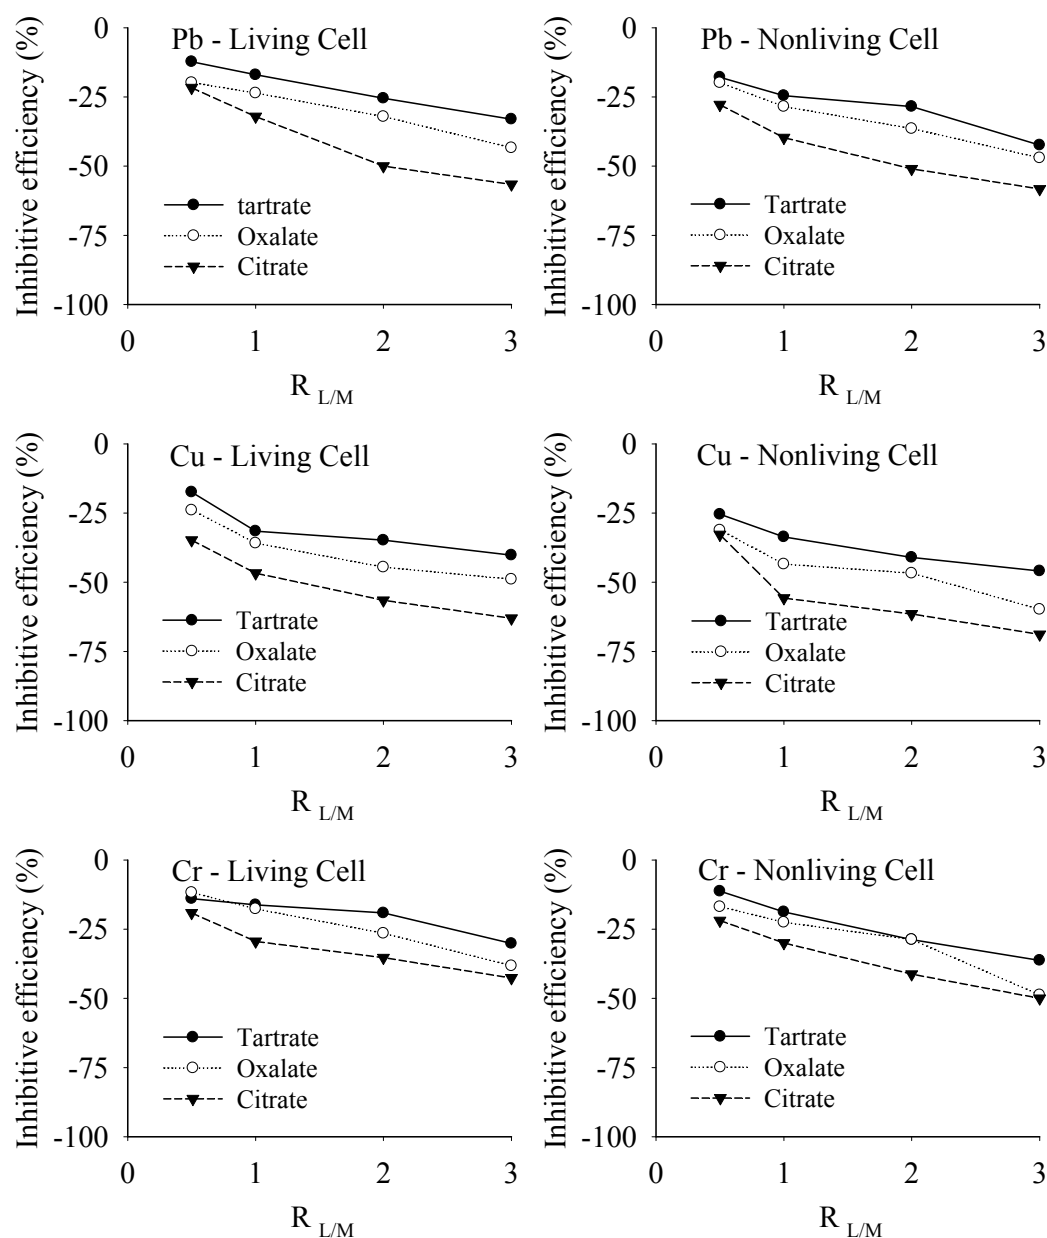 Inhibitive efficiency (%)
0
-25
-50
-75
-100
Pb - Living Cell
tartrate
Oxalate
Citrate
0 1 2 3
R L/M
Inhibitive efficiency (%)
0
-25
-50
-75
-100
Pb - Nonliving Cell
Tartrate
Oxalate
Citrate
0 1 2 3
R L/M
Inhibitive efficiency (%)
0
-25
-50
-75
-100
Cu - Living Cell
Tartrate
Oxalate
Citrate
0 1 2 3
R L/M
Inhibitive efficiency (%)
0
-25
-50
-75
-100
Cu - Nonliving Cell
Tartrate
Oxalate
Citrate
0 1 2 3
R L/M
Inhibitive efficiency (%)
0
-25
-50
-75
-100
Cr - Living Cell
Tartrate
Oxalate
Citrate
0 1 2 3
R L/M
Inhibitive efficiency (%)
0
-25
-50
-75
-100
Cr - Nonliving Cell
Tartrate
Oxalate
Citrate
0 1 2 3
R L/M